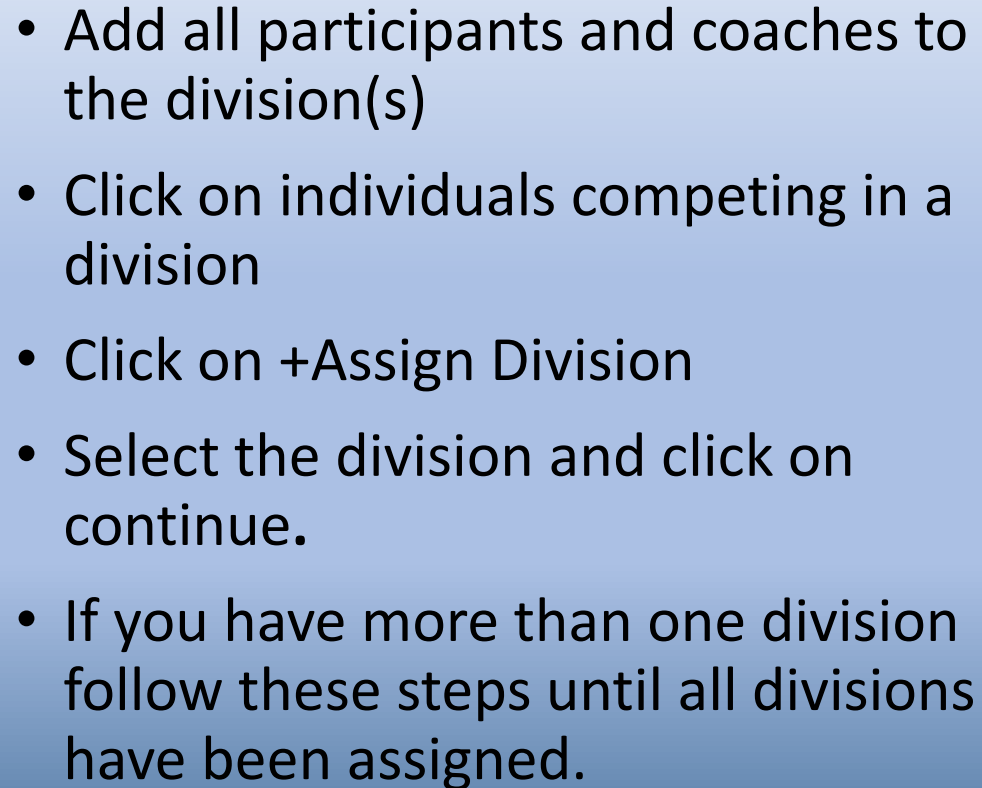 • Add all participants and coaches to
the division(s)
• Click on individuals competing in a
division
• Click on +Assign Division
• Select the division and click on
continue.
• If you have more than one division
follow these steps until all divisions
have been assigned.